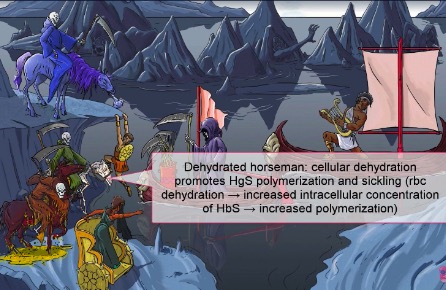 Dehydrated horseman: cellular dehydration
promotes HgS polymerization and sickling (rbc
dehydration → increased intracellular concentration
of HbS → increased polymerization)